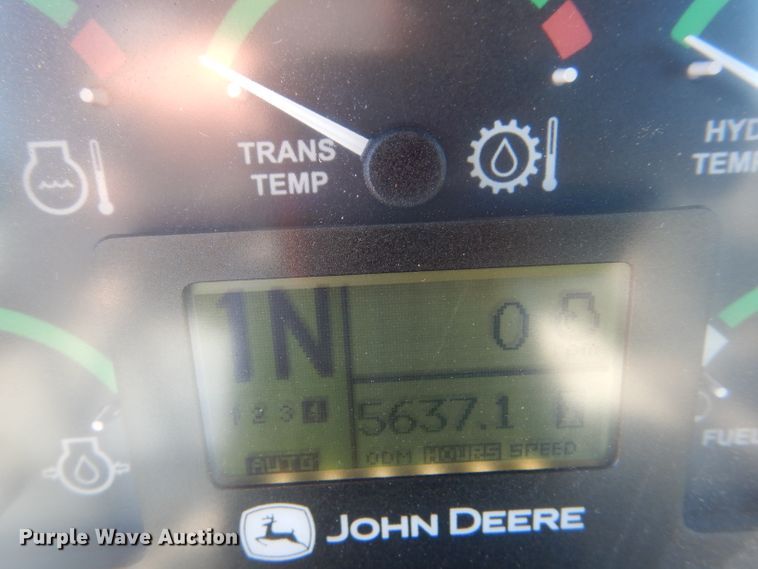 TRANS
TEMP
HYD
TEMP
1N
0
1 2 3 4
5637.1
AUTO
ODM HOURS SPEED
FUEL
JOHN DEERE
Purple Wave Auction